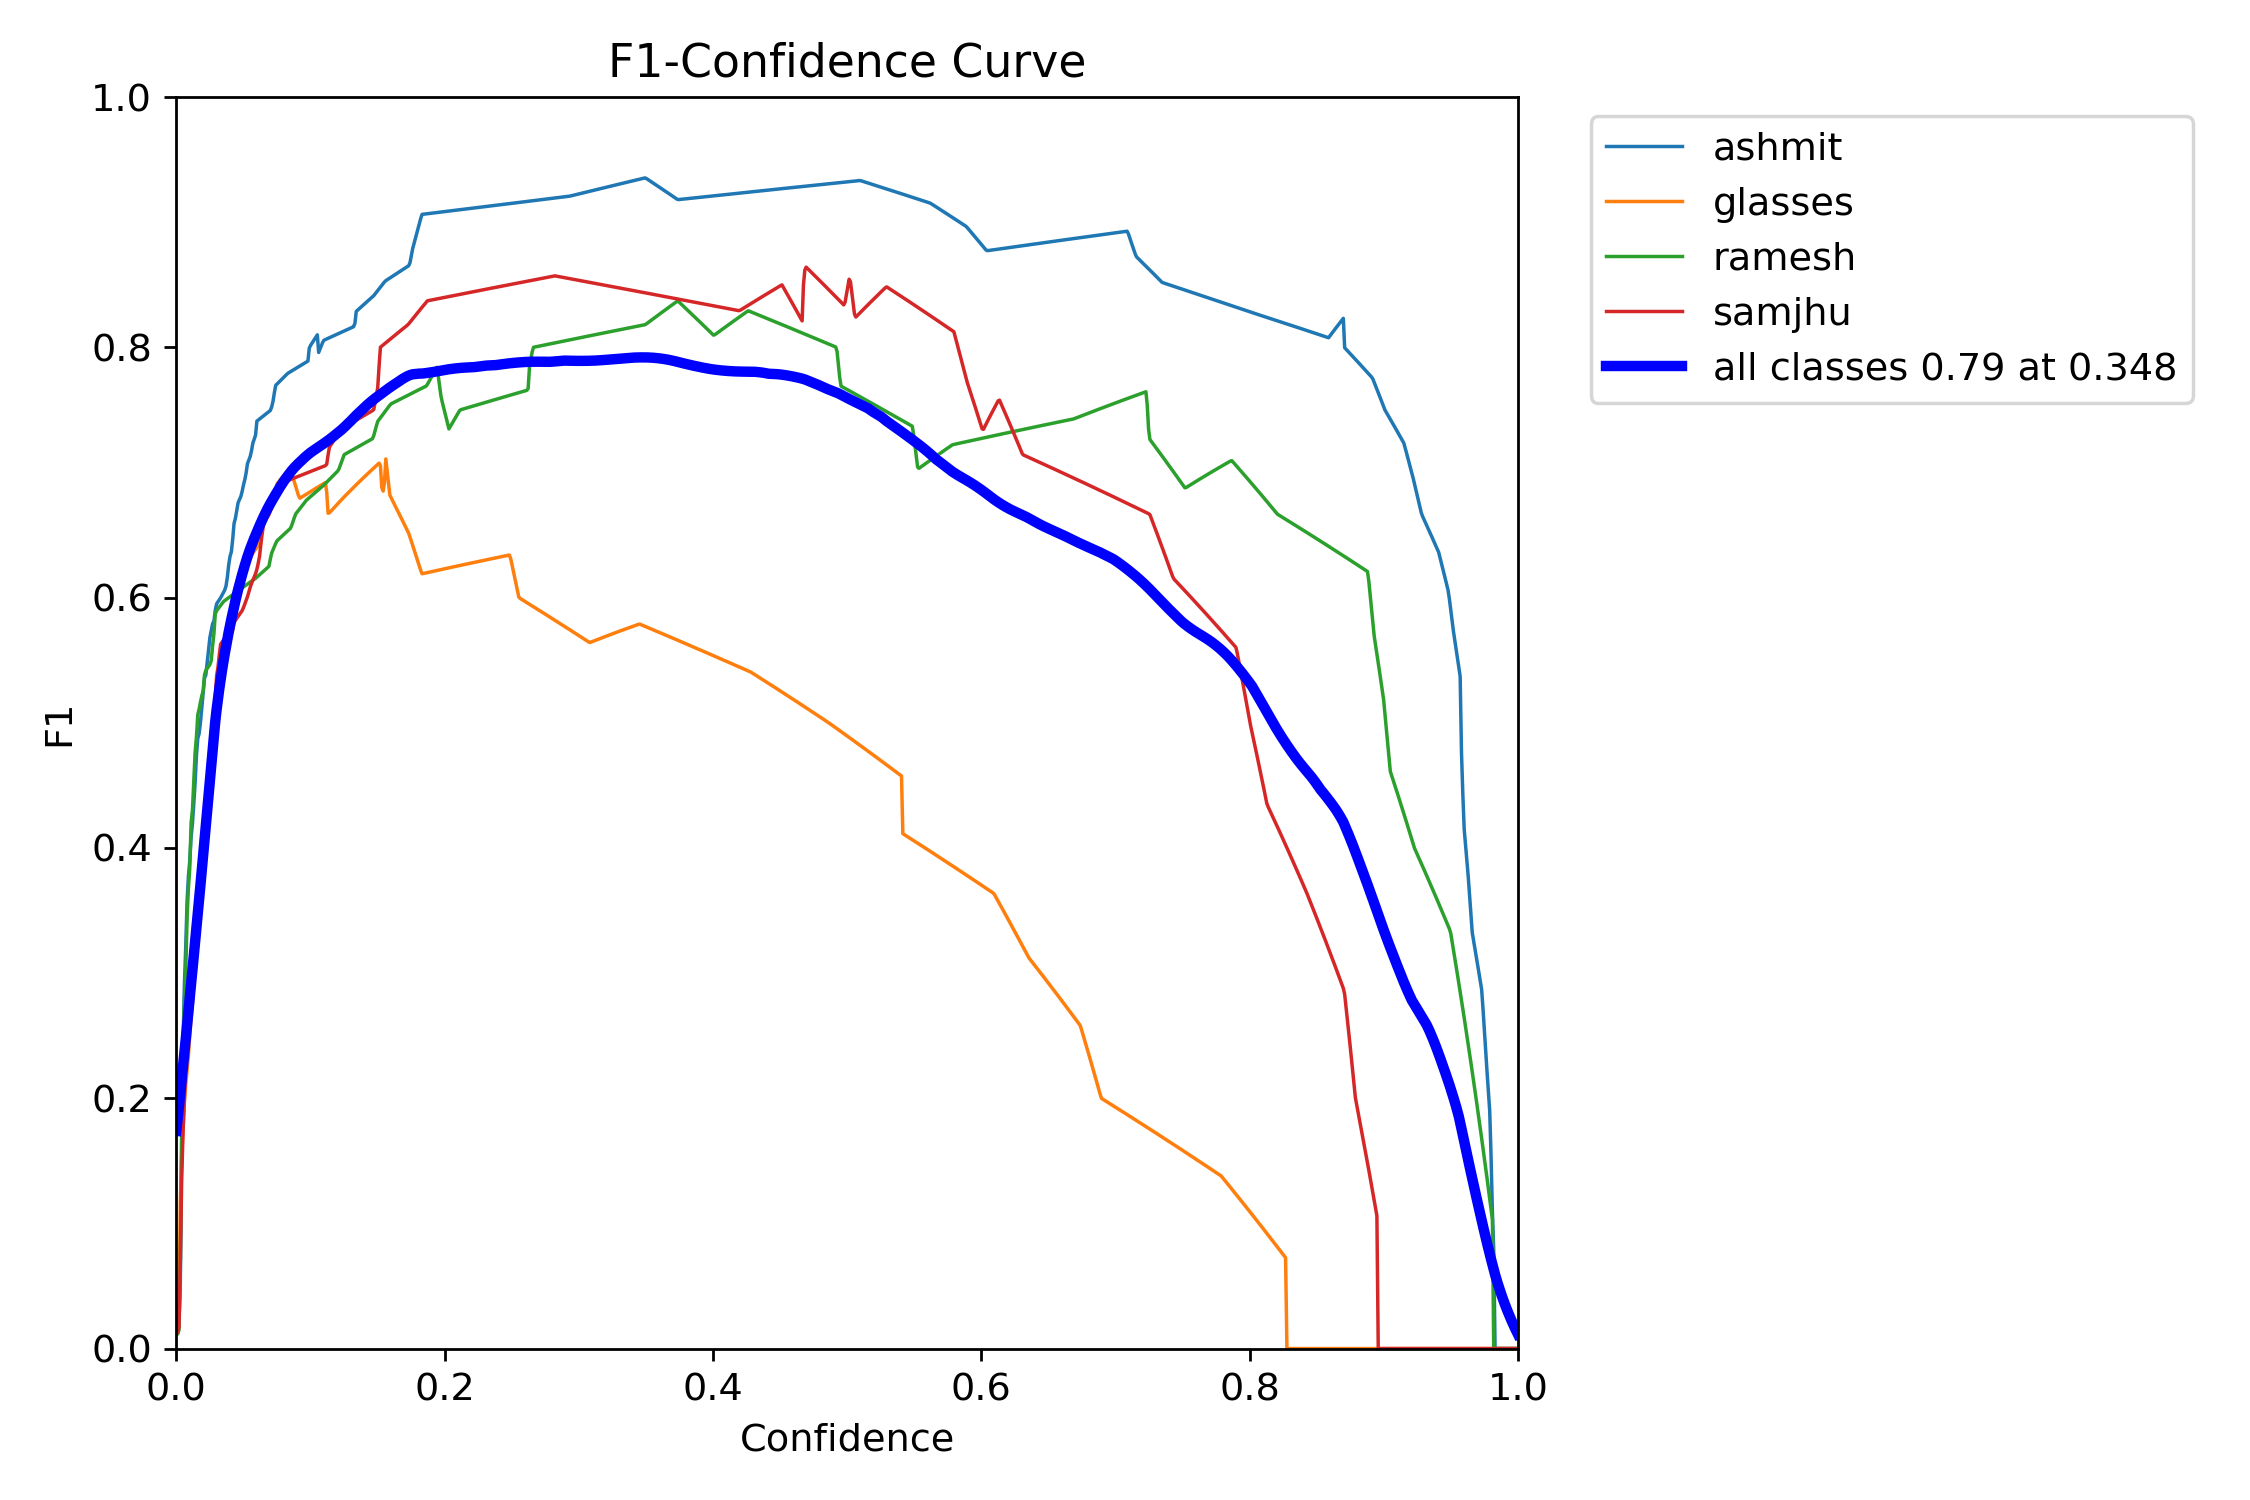 F1-Confidence Curve
1.0
0.8
0.6
0.4
0.2
0.0
F1
0.0 0.2 0.4 0.6 0.8 1.0
Confidence
ashmit
glasses
ramesh
samjhu
all classes 0.79 at 0.348